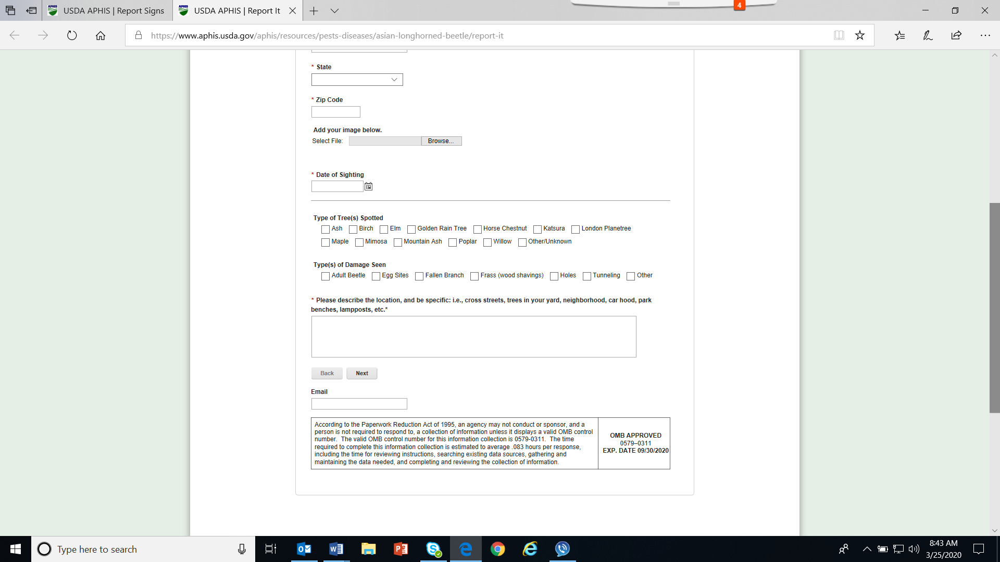 USDA APHIS | Report Signs
USDA APHIS | Report It
4
https://www.aphis.usda.gov/aphis/resources/pests-diseases/asian-longhorned-beetle/report-it
* State
* Zip Code
Add your image below.
Select File: Browse...
* Date of Sighting
Type of Tree(s) Spotted
Ash Birch Elm Golden Rain Tree Horse Chestnut Katsura London Planetree
Maple Mimosa Mountain Ash Poplar Willow Other/Unknown
Type(s) of Damage Seen
Adult Beetle Egg Sites Fallen Branch Frass (wood shavings) Holes Tunneling Other
* Please describe the location, and be specific: i.e., cross streets, trees in your yard, neighborhood, car hood, park
benches, lampposts, etc.*
Back Next
Email
According to the Paperwork Reduction Act of 1995, an agency may not conduct or sponsor, and a
person is not required to respond to, a collection of information unless it displays a valid OMB control
number. The valid OMB control number for this information collection is 0579-0311. The time
required to complete this information collection is estimated to average .083 hours per response,
including the time for reviewing instructions, searching existing data sources, gathering and
maintaining the data needed, and completing and reviewing the collection of information.
OMB APPROVED
0579–0311
EXP. DATE 09/30/2020
Type here to search
8:43 AM
3/25/2020